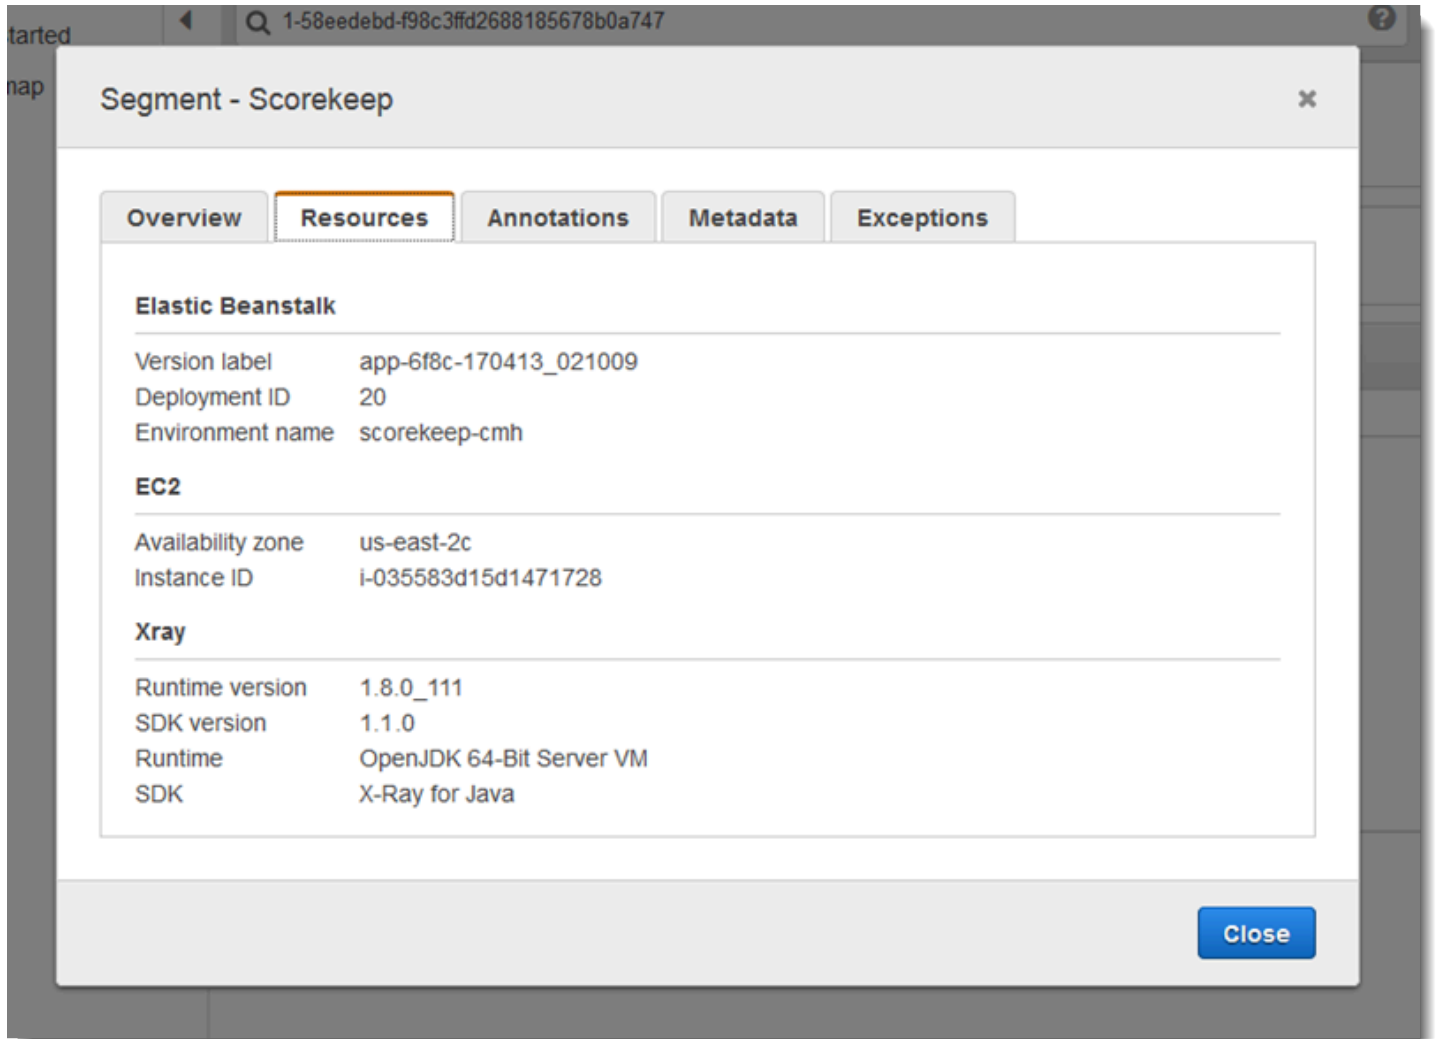 1-58eedebd-f98c3ffd2688185678b0a747
Segment - Scorekeep
Overview Resources Annotations Metadata Exceptions
Elastic Beanstalk
Version label app-6f8c-170413_021009
Deployment ID 20
Environment name scorekeep-cmh
EC2
Availability zone us-east-2c
Instance ID i-035583d15d1471728
Xray
Runtime version 1.8.0_111
SDK version 1.1.0
Runtime OpenJDK 64-Bit Server VM
SDK X-Ray for Java
Close